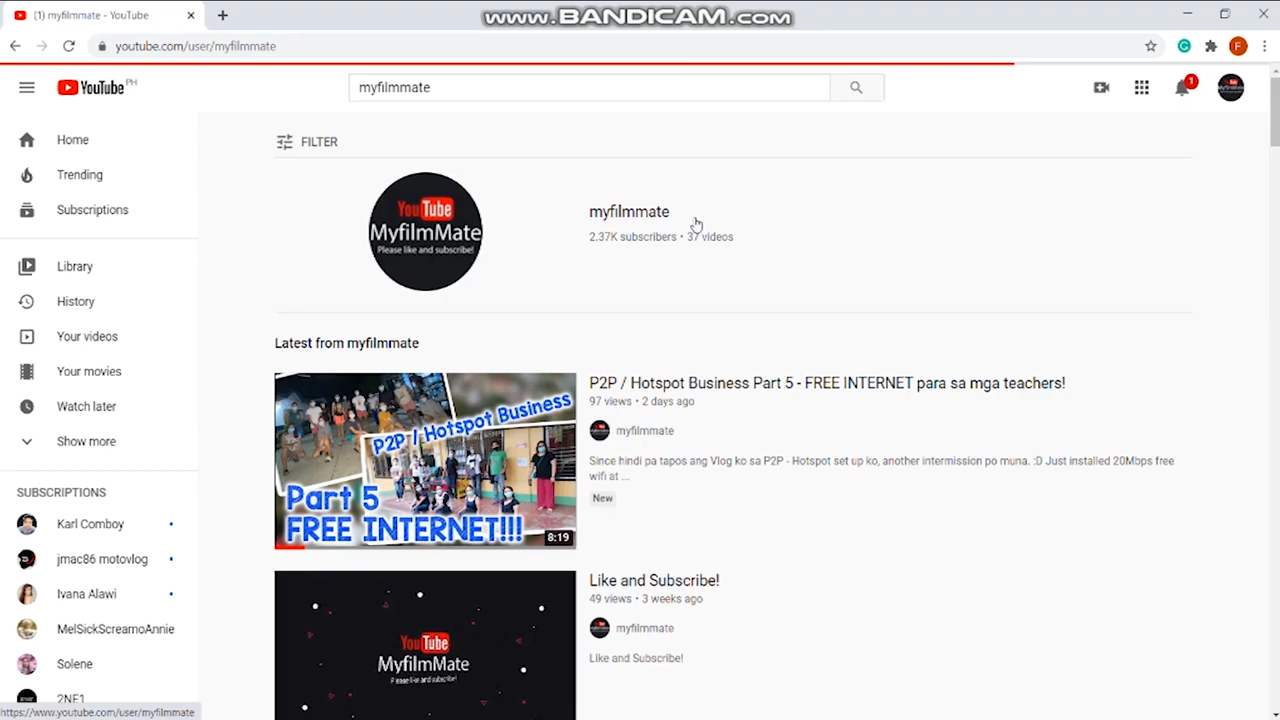 (1) myfilmmate - YouTube
www.BANDICAM.com
youtube.com/user/myfilmmate
F
YouTube PH
myfilmmate
1
Home
Trending
Subscriptions
Library
History
Your videos
Your movies
Watch later
Show more
SUBSCRIPTIONS
Karl Comboy
jmac86 motovlog
Ivana Alawi
MelSickScreamoAnnie
Solene
2NE1
FILTER
YouTube
MyfilmMate
Please like and subscribe!
myfilmmate
2.37K subscribers • 37 videos
Latest from myfilmmate
P2P / Hotspot Business
Part 5
FREE INTERNET!!!
8:19
P2P / Hotspot Business Part 5 - FREE INTERNET para sa mga teachers!
97 views • 2 days ago
myfilmmate
Since hindi pa tapos ang Vlog ko sa P2P - Hotspot set up ko, another intermission po muna. :D Just installed 20Mbps free
wifi at ...
New
YouTube
MyfilmMate
Please like and subscribe!
Like and Subscribe!
49 views • 3 weeks ago
myfilmmate
Like and Subscribe!
https://www.youtube.com/user/myfilmmate